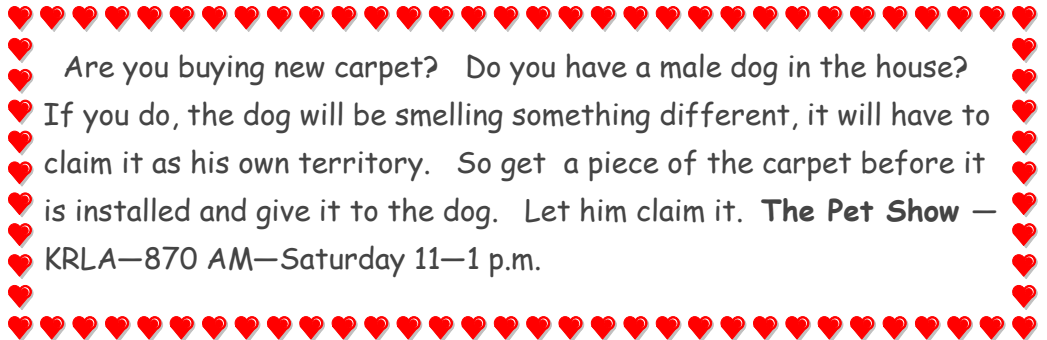 Are you buying new carpet? Do you have a male dog in the house?
If you do, the dog will be smelling something different, it will have to
claim it as his own territory. So get a piece of the carpet before it
is installed and give it to the dog. Let him claim it. The Pet Show —
KRLA—870 AM—Saturday 11—1 p.m.